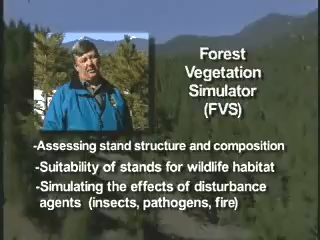 Forest
Vegetation
Simulator
(FVS)
-Assessing stand structure and composition
-Suitability of stands for wildlife habitat
-Simulating the effects of disturbance
agents (insects, pathogens, fire)